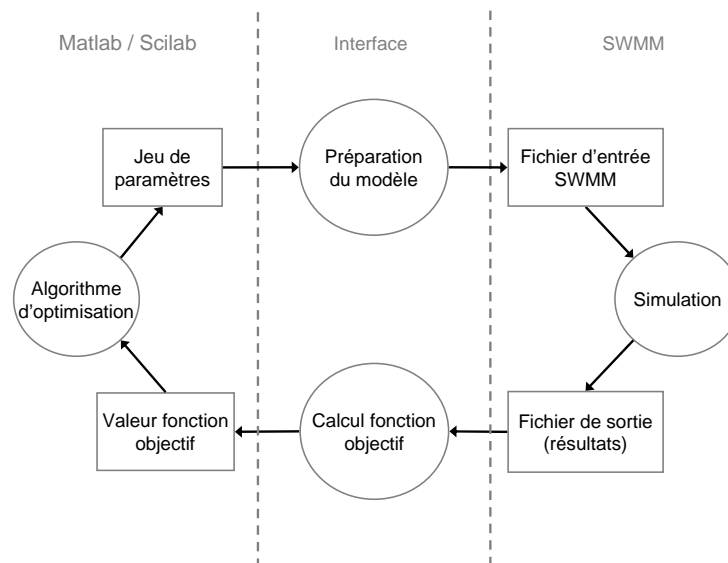 Matlab / Scilab
Interface
SWMM
Jeu de
paramètres
Préparation
du modèle
Fichier d'entrée
SWMM
Algorithme
d'optimisation
Simulation
Valeur fonction
objectif
Calcul fonction
objectif
Fichier de sortie
(résultats)